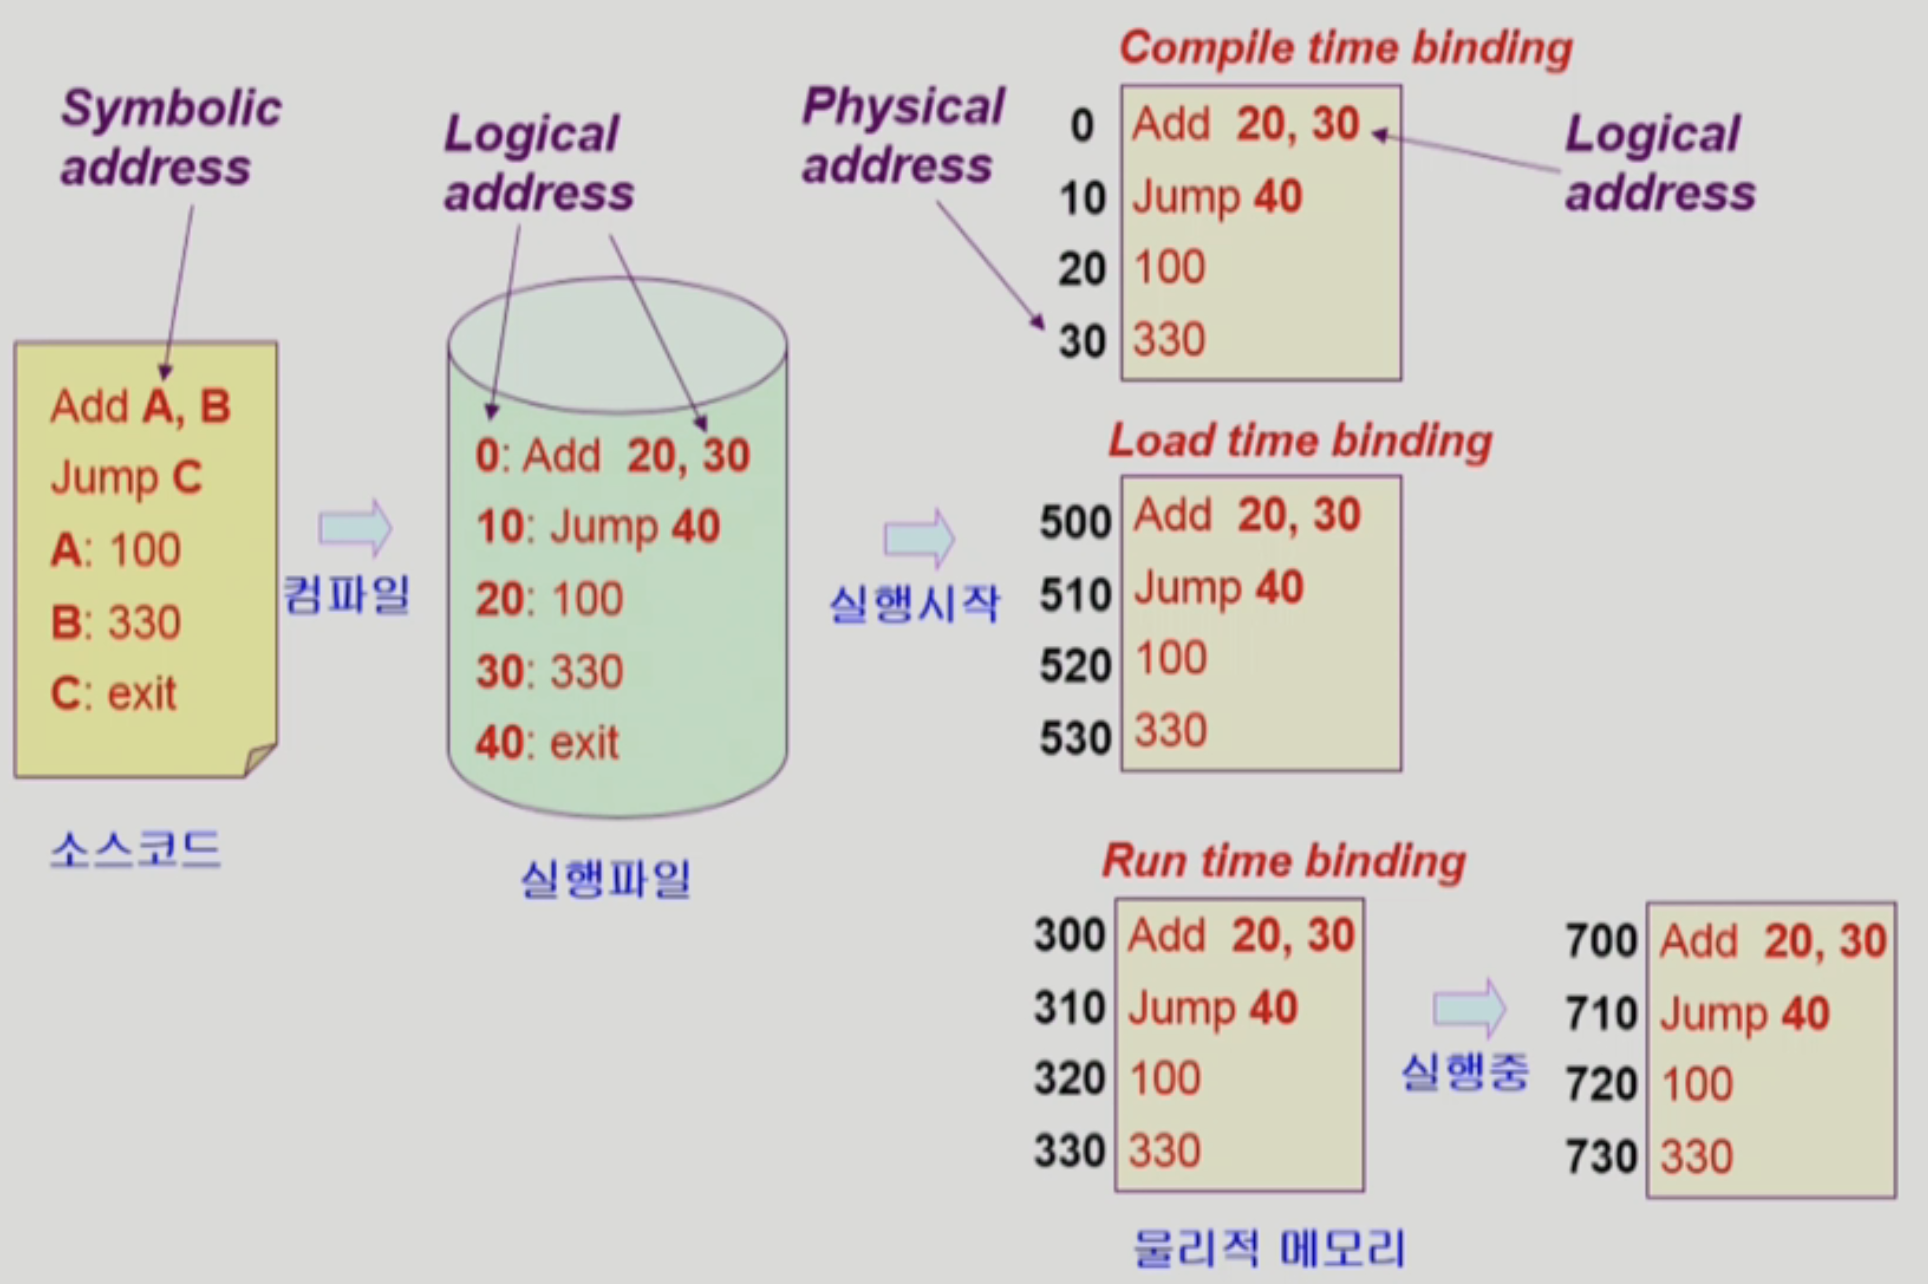 Symbolic
address
Add A, B
Jump C
A: 100
B: 330
C: exit
소스코드
컴파일
Logical
address
0: Add 20, 30
10: Jump 40
20: 100
30: 330
40: exit
실행파일
실행시작
Physical
address
Compile time binding
0 Add 20, 30
10 Jump 40
20 100
30 330
Logical
address
Load time binding
500 Add 20, 30
510 Jump 40
520 100
530 330
Run time binding
300 Add 20, 30
310 Jump 40
320 100
330 330
실행중
700 Add 20, 30
710 Jump 40
720 100
730 330
물리적 메모리